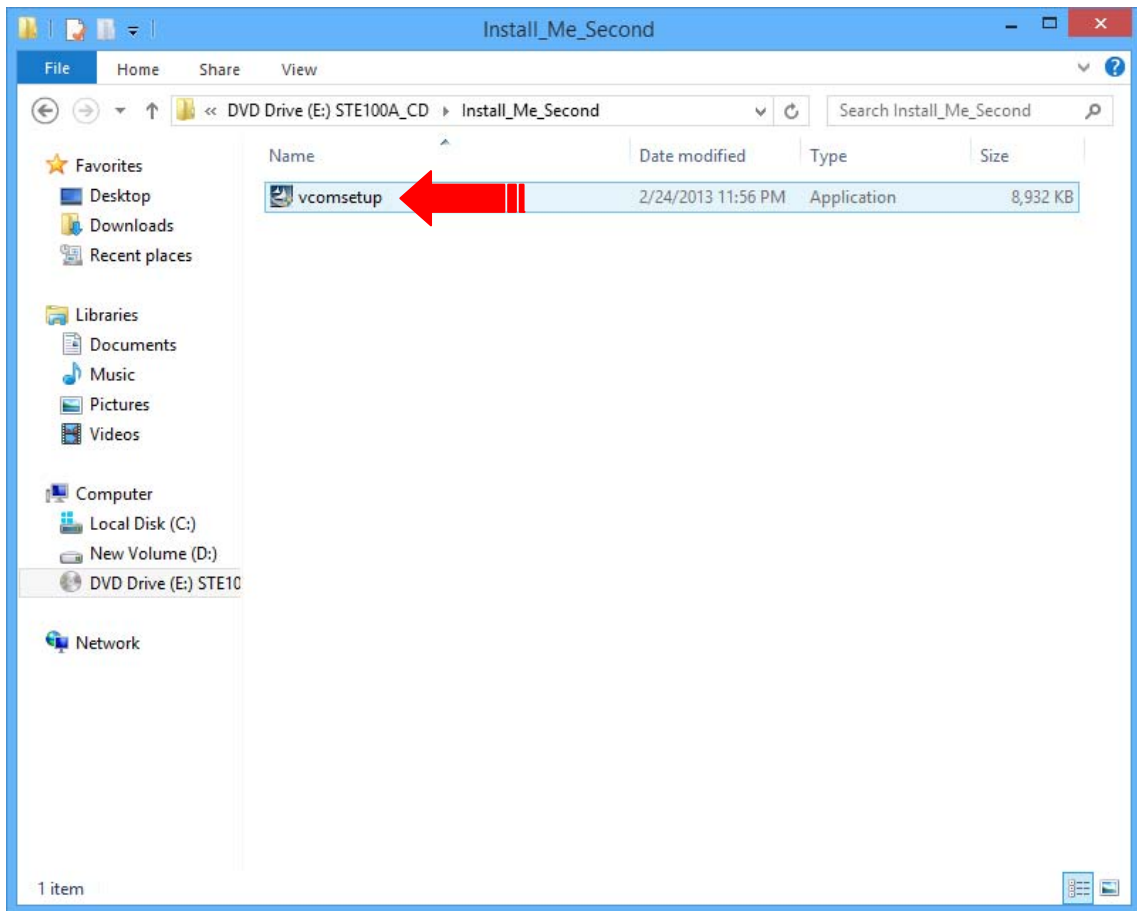 Install_Me_Second
File Home Share View
« DVD Drive (E:) STE100A_CD Install_Me_Second Search Install_Me_Second
Name Date modified Type Size
vcomsetup 2/24/2013 11:56 PM Application 8,932 KB
Favorites
Desktop
Downloads
Recent places
Libraries
Documents
Music
Pictures
Videos
Computer
Local Disk (C:)
New Volume (D:)
DVD Drive (E:) STE10
Network
1 item